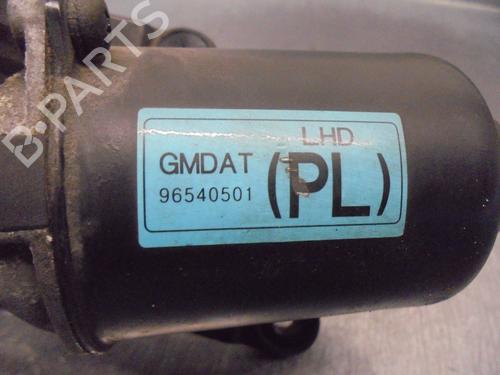 LHD
GMDAT (PL)
96540501
B-PARTS